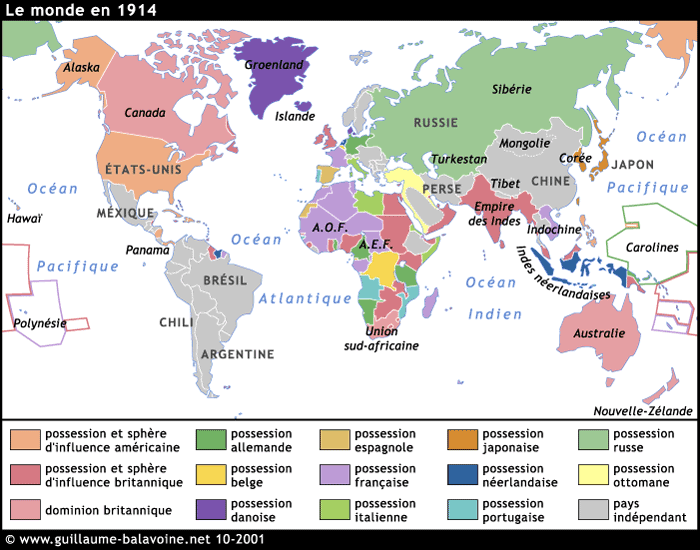 Le monde en 1914
Alaska
Groenland
Canada
Islande
Sibérie
RUSSIE
ÉTATS-UNIS
Turkestan
Mongolie
Corée
JAPON
Océan
Pacifique
Océan
PERSE
Tibet
CHINE
MÉXIQUE
Hawaï
Empire
des Indes
A.O.F.
A.E.F.
Indochine
Carolines
Panama
Océan
Atlantique
Pacifique
BRÉSIL
Océan
Indien
Indes néerlandaises
Polynésie
CHILI
ARGENTINE
Union
sud-africaine
Australie
Nouvelle-Zélande
possession et sphère
d'influence américaine
possession
allemande
possession
espagnole
possession
japonaise
possession
russe
possession et sphère
d'influence britannique
possession
belge
possession
française
possession
néerlandaise
possession
ottomane
dominion britannique
possession
danoise
possession
italienne
possession
portugaise
pays
indépendant
© www.guillaume-balavoine.net 10-2001